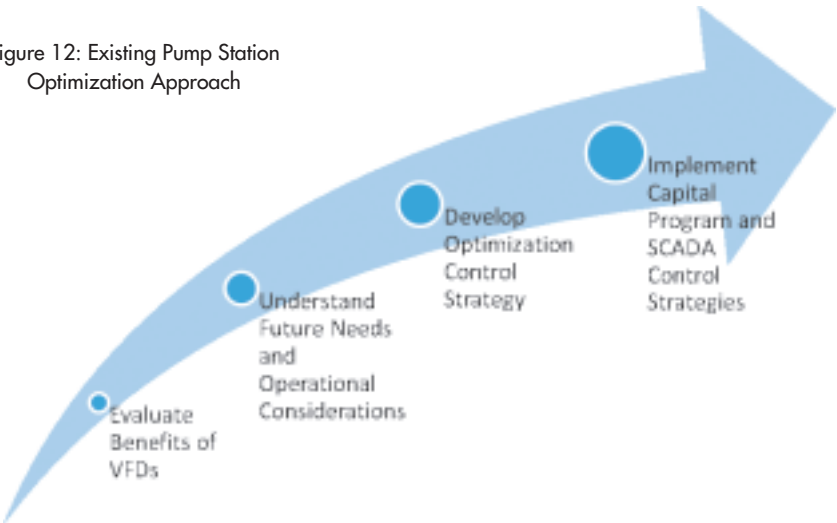 igure 12: Existing Pump Station
Optimization Approach
Implement
Capital
Program and
SCADA
Control
Strategies
Develop
Optimization
Control
Strategy
Understand
Future Needs
and
Operational
Considerations
Evaluate
Benefits of
VFDs